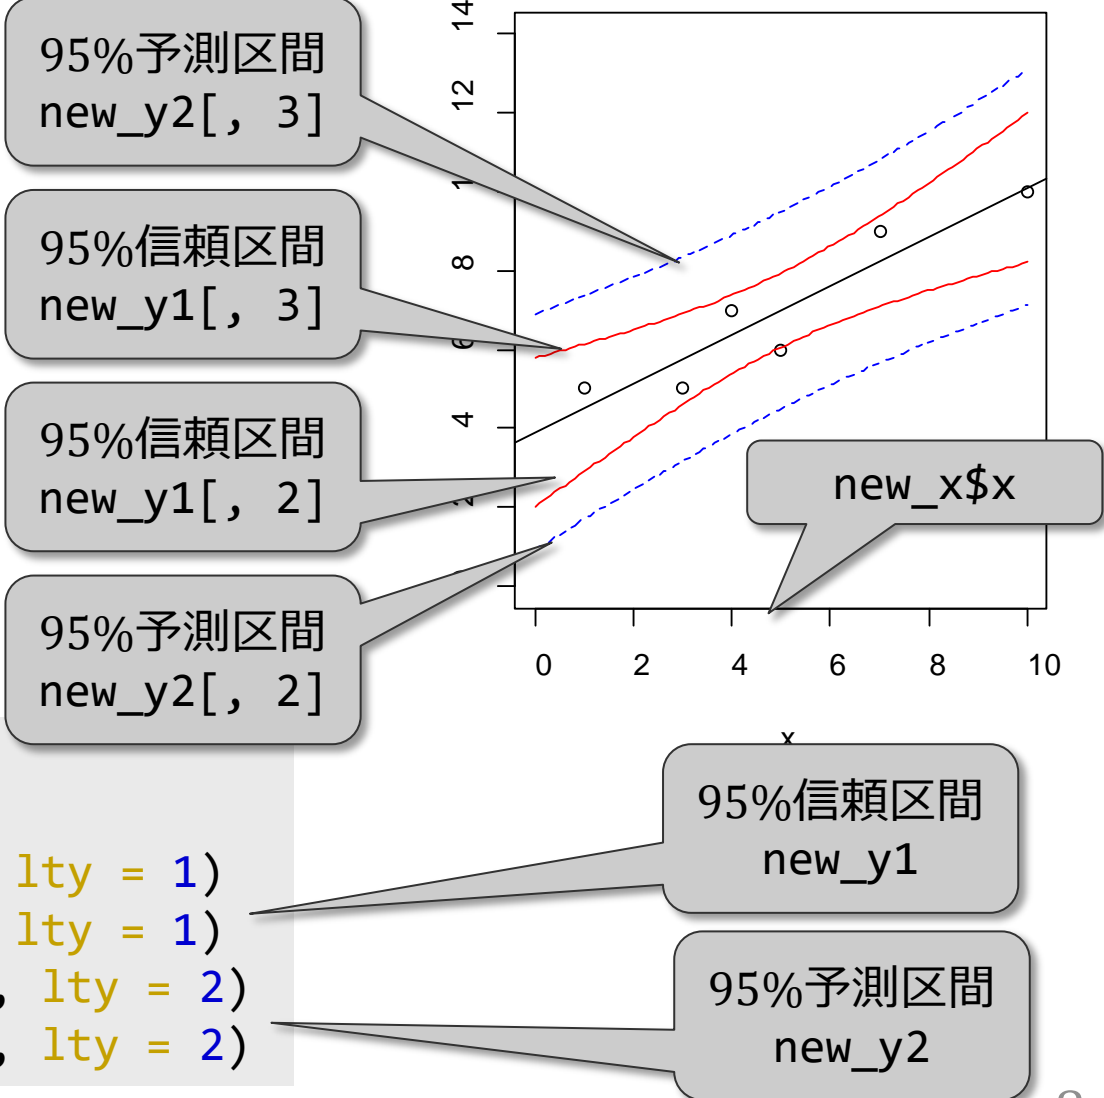 95%予測区間
new_y2[, 3]
95%信頼区間
new_y1[, 3]
95%信頼区間
new_y1[, 2]
95%予測区間
new_y2[, 2]
14
12
8
6
4
2
new_x$x
0 2 4 6 8 10
x
lty = 1)
lty = 1)
, lty = 2)
, lty = 2)
95%信頼区間
new_y1
95%予測区間
new_y2